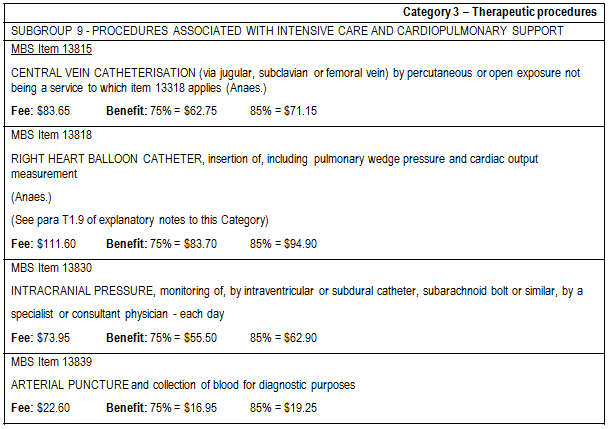 Category 3 – Therapeutic procedures
SUBGROUP 9 - PROCEDURES ASSOCIATED WITH INTENSIVE CARE AND CARDIOPULMONARY SUPPORT
MBS Item 13815
CENTRAL VEIN CATHETERISATION (via jugular, subclavian or femoral vein) by percutaneous or open exposure not
being a service to which item 13318 applies (Anaes.)
Fee: $83.65 Benefit: 75% = $62.75 85% = $71.15
MBS Item 13818
RIGHT HEART BALLOON CATHETER, insertion of, including pulmonary wedge pressure and cardiac output
measurement
(Anaes.)
(See para T1.9 of explanatory notes to this Category)
Fee: $111.60 Benefit: 75% = $83.70 85% = $94.90
MBS Item 13830
INTRACRANIAL PRESSURE, monitoring of, by intraventricular or subdural catheter, subarachnoid bolt or similar, by a
specialist or consultant physician - each day
Fee: $73.95 Benefit: 75% = $55.50 85% = $62.90
MBS Item 13839
ARTERIAL PUNCTURE and collection of blood for diagnostic purposes
Fee: $22.60 Benefit: 75% = $16.95 85% = $19.25